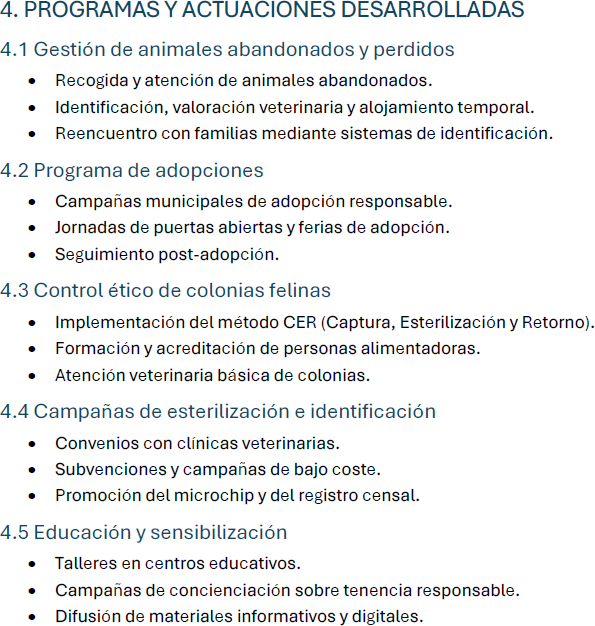 4. PROGRAMAS Y ACTUACIONES DESARROLLADAS
4.1 Gestión de animales abandonados y perdidos
• Recogida y atención de animales abandonados.
• Identificación, valoración veterinaria y alojamiento temporal.
• Reencuentro con familias mediante sistemas de identificación.
4.2 Programa de adopciones
• Campañas municipales de adopción responsable.
• Jornadas de puertas abiertas y ferias de adopción.
• Seguimiento post-adopción.
4.3 Control ético de colonias felinas
• Implementación del método CER (Captura, Esterilización y Retorno).
• Formación y acreditación de personas alimentadoras.
• Atención veterinaria básica de colonias.
4.4 Campañas de esterilización e identificación
• Convenios con clínicas veterinarias.
• Subvenciones y campañas de bajo coste.
• Promoción del microchip y del registro censal.
4.5 Educación y sensibilización
• Talleres en centros educativos.
• Campañas de concienciación sobre tenencia responsable.
• Difusión de materiales informativos y digitales.